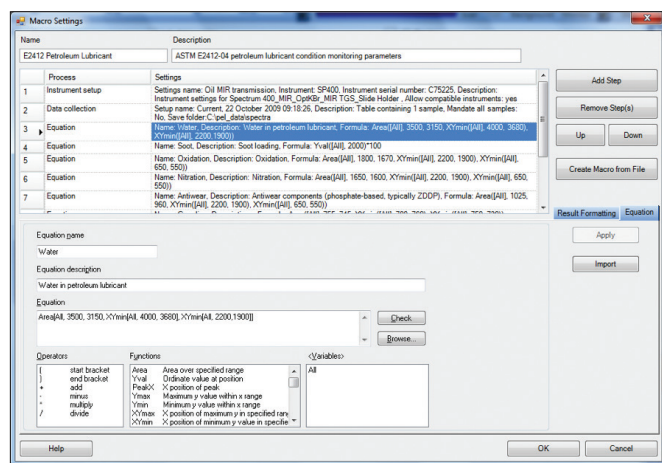 Macro Settings
Name
Description
E2412 Petroleum Lubricant
ASTM E2412-04 petroleum lubricant condition monitoring parameters
Process
Settings
1 Instrument setup Settings name: Oil MIR transmission, Instrument: SP400, Instrument serial number: C75225, Description:
Instrument settings for Spectrum 400_MIR_OptKBr_MIR TGS_Slide Holder , Allow compatible instruments: yes
2 Data collection Setup name: Current, 22 October 2009 09:18:26, Description: Table containing 1 sample, Mandate all samples:
No, Save folder:C:\pel_data\spectra
3 Equation Name: Water, Description: Water in petroleum lubricant, Formula: Area([All], 3500, 3150, XYmin([All], 4000, 3680),
XYmin([All], 2200,1900))
4 Equation Name: Soot, Description: Soot loading, Formula: Yval([All], 2000)*100
5 Equation Name: Oxidation, Description: Oxidation, Formula: Area([All], 1800, 1670, XYmin([All], 2200, 1900), XYmin([All],
650, 550))
6 Equation Name: Nitration, Description: Nitration, Formula: Area([All], 1650, 1600, XYmin([All], 2200, 1900), XYmin([All], 650,
550))
7 Equation Name: Antiwear, Description: Antiwear components (phosphate-based, typically ZDDP), Formula: Area([All], 1025,
960, XYmin([All], 2200, 1900), XYmin([All], 650, 550))
Add Step
Remove Step(s)
Up
Down
Create Macro from File
Result Formatting
Equation
Equation name
Water
Equation description
Water in petroleum lubricant
Equation
Area[All, 3500, 3150, XYmin[All, 4000, 3680], XYmin[All, 2200,1900]]
Apply
Import
Check
Browse...
Operators
Functions
<Variables>
start bracket
end bracket
+ add
- minus
* multiply
/ divide
Area Area over specified range
Yval Ordinate value at position
PeakX X position of peak
Ymax Maximum y value within x range
Ymin Minimum y value within x range
XYmax X position of maximum y in specified ran
XYmin X position of minimum y value in specifie
All
Help
OK
Cancel